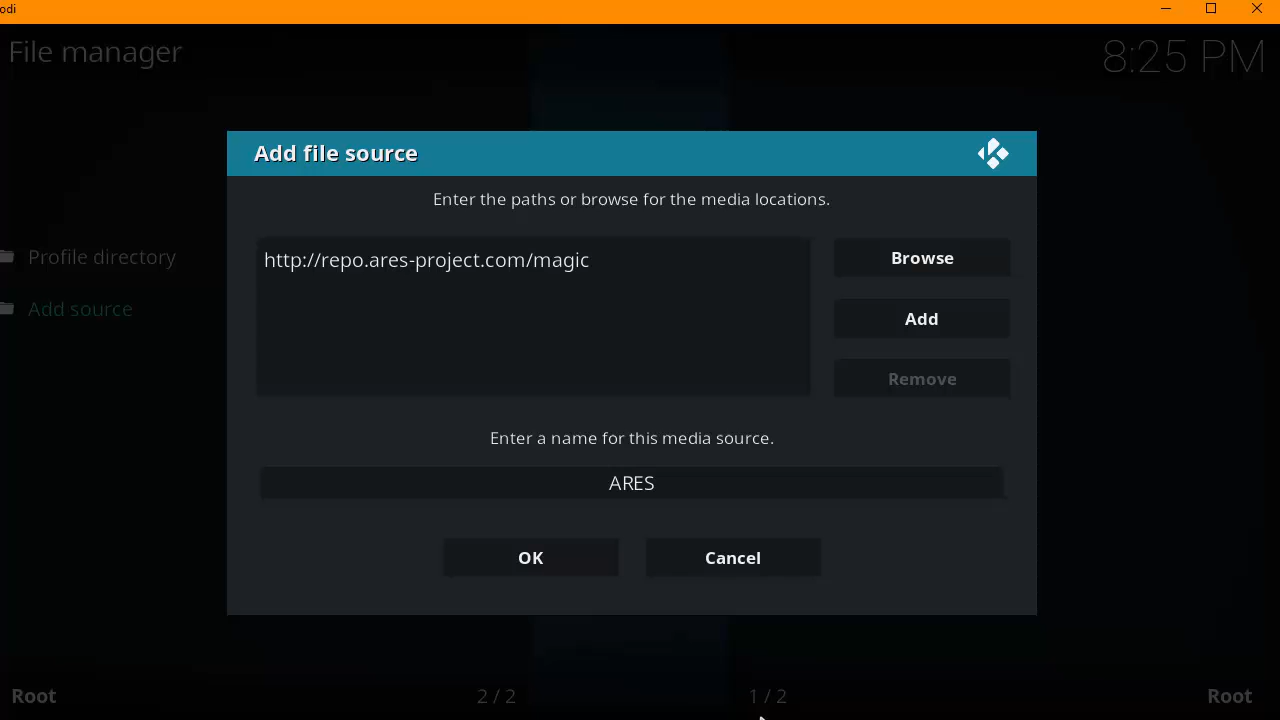 odi
File manager
8:25 PM
Add file source
Enter the paths or browse for the media locations.
http://repo.ares-project.com/magic
Browse
Profile directory
Add
Add source
Remove
Enter a name for this media source.
ARES
OK
Cancel
Root
2 / 2
1 / 2
Root